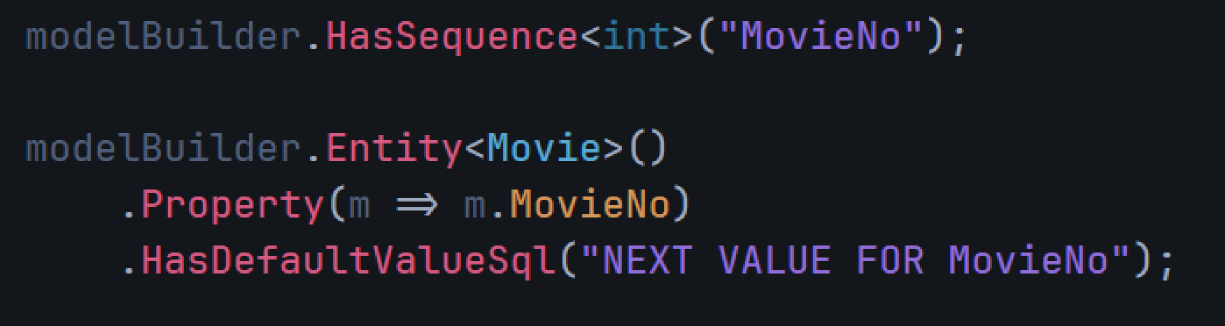 modelBuilder.HasSequence<int>("MovieNo");
modelBuilder.Entity<Movie>()
.Property(m => m.MovieNo)
.HasDefaultValueSql("NEXT VALUE FOR MovieNo");